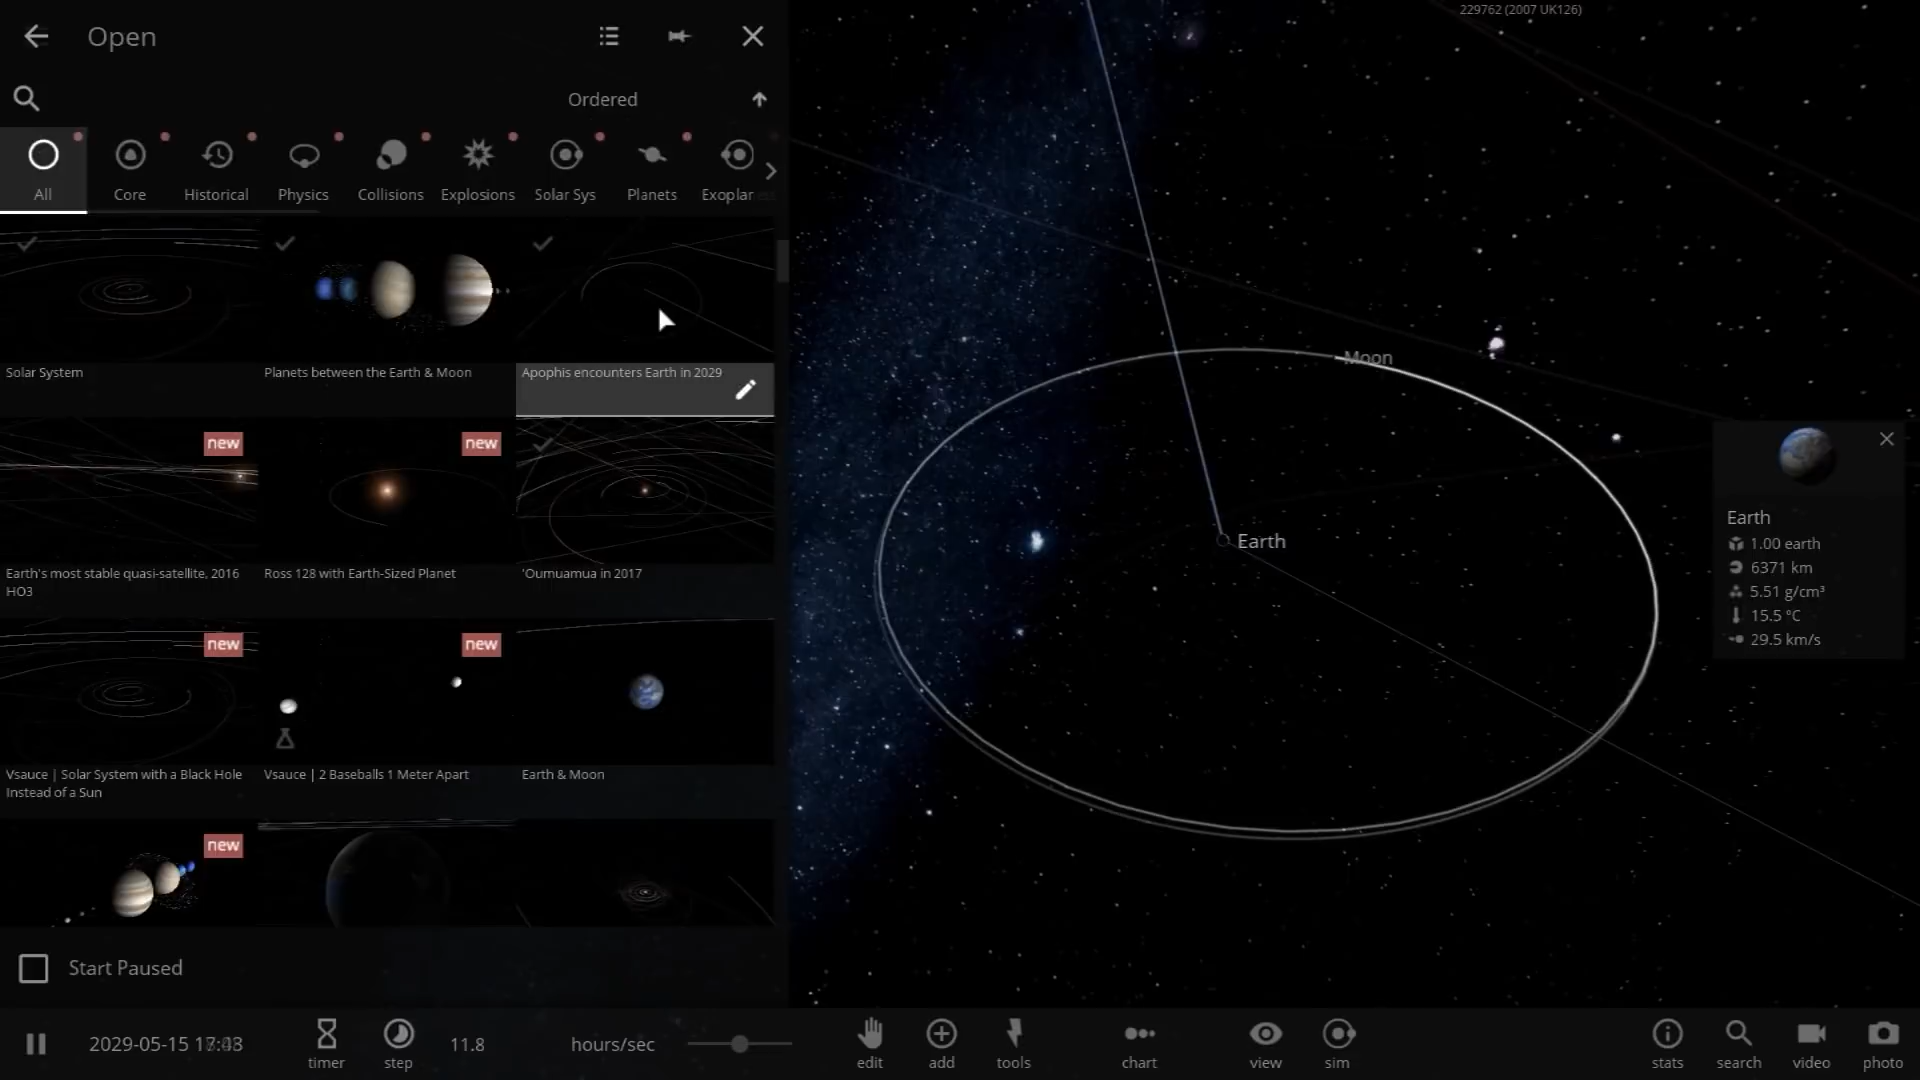 Open
Ordered
All
Core
Historical
Physics
Collisions
Explosions
Solar Sys
Planets
Solar System
Planets between the Earth & Moon
Apophis encounters Earth in 2029
new
new
Earth's most stable quasi-satellite, 2016
HO3
Ross 128 with Earth-Sized Planet
'Oumuamua in 2017
new
new
Vsauce | Solar System with a Black Hole
Instead of a Sun
Vsauce | 2 Baseballs 1 Meter Apart
Earth & Moon
new
Start Paused
229762 (2007 UK126)
Moon
Earth
Earth
1.00 earth
6371 km
5.51 g/cm³
15.5 °C
29.5 km/s
2029-05-15
timer
step
11.8
hours/sec
edit
add
tools
chart
view
sim
stats
search
video
photo